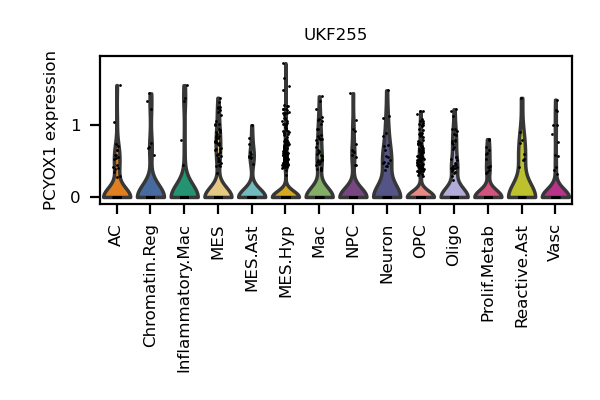 UKF255
PCYOX1 expression
1
0
AC
Chromatin.Reg
Inflammatory.Mac
MES
MES.Ast
MES.Hyp
Mac
NPC
Neuron
OPC
Oligo
Prolif.Metab
Reactive.Ast
Vasc